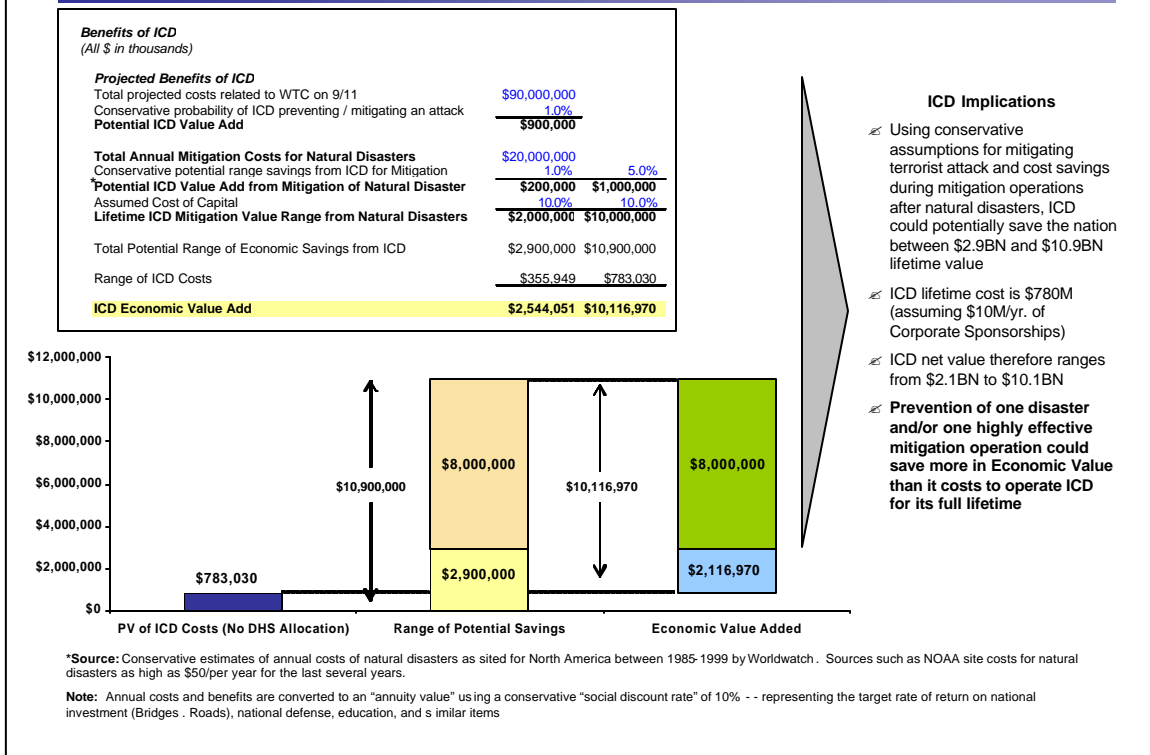 Benefits of ICD
(All $ in thousands)
Projected Benefits of ICD
Total projected costs related to WTC on 9/11 $90,000,000
Conservative probability of ICD preventing / mitigating an attack 1.0%
Potential ICD Value Add $900,000
Total Annual Mitigation Costs for Natural Disasters $20,000,000
Conservative potential range savings from ICD for Mitigation 1.0% 5.0%
*Potential ICD Value Add from Mitigation of Natural Disaster $200,000 $1,000,000
Assumed Cost of Capital 10.0% 10.0%
Lifetime ICD Mitigation Value Range from Natural Disasters $2,000,000 $10,000,000
Total Potential Range of Economic Savings from ICD $2,900,000 $10,900,000
Range of ICD Costs $355,949 $783,030
ICD Economic Value Add $2,544,051 $10,116,970
ICD Implications
Using conservative
assumptions for mitigating
terrorist attack and cost savings
during mitigation operations
after natural disasters, ICD
could potentially save the nation
between $2.9BN and $10.9BN
lifetime value
ICD lifetime cost is $780M
(assuming $10M/yr. of
Corporate Sponsorships)
ICD net value therefore ranges
from $2.1BN to $10.1BN
Prevention of one disaster
and/or one highly effective
mitigation operation could
save more in Economic Value
than it costs to operate ICD
for its full lifetime
$12,000,000
$10,000,000
$8,000,000
$6,000,000
$4,000,000
$2,000,000
$0
$783,030
$10,900,000
$8,000,000
$2,900,000
$10,116,970
$8,000,000
$2,116,970
PV of ICD Costs (No DHS Allocation) Range of Potential Savings Economic Value Added
*Source: Conservative estimates of annual costs of natural disasters as sited for North America between 1985-1999 by Worldwatch. Sources such as NOAA site costs for natural
disasters as high as $50/per year for the last several years.
Note: Annual costs and benefits are converted to an “annuity value” using a conservative “social discount rate” of 10% - - representing the target rate of return on national
investment (Bridges . Roads), national defense, education, and s imilar items